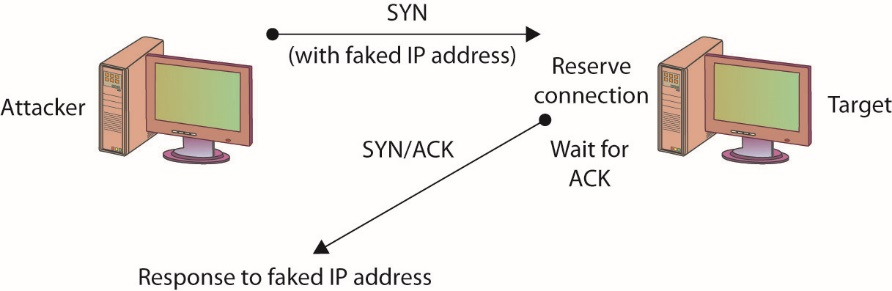 SYN
(with faked IP address)
Attacker
Reserve
connection
Target
SYN/ACK
Wait for
ACK
Response to faked IP address